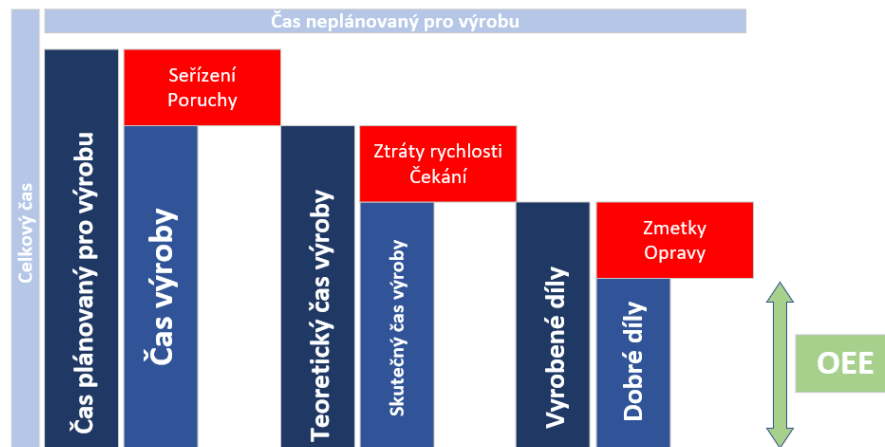 Čas neplánovaný pro výrobu
Celkový čas
Čas plánovaný pro výrobu
Seřízení
Poruchy
Čas výroby
Teoretický čas výroby
Ztráty rychlosti
Čekání
Skutečný čas výroby
Vyrobené díly
Zmetky
Opravy
Dobré díly
OEE